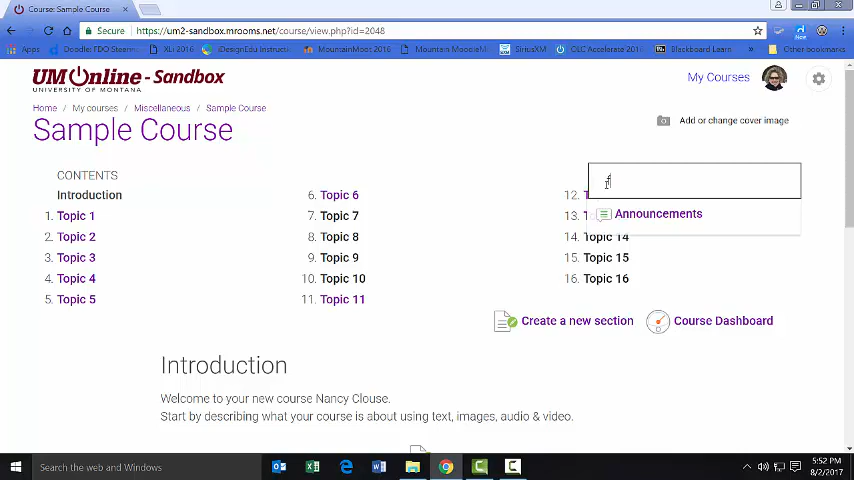 Course: Sample Course
Secure
https://um2-sandbox.mrooms.net/course/view.php?id=2048
Apps
Doodle: FDO Steerin
XLi 2016
iDesignEdu Instructi
MountainMoot 2016
Mountain MoodleMo
SiriusXM
OLC Accelerate 2016
Blackboard Learn
Other bookmarks
UMOnline - Sandbox
UNIVERSITY OF MONTANA
My Courses
Home / My courses / Miscellaneous / Sample Course
Sample Course
Add or change cover image
CONTENTS
Introduction
1. Topic 1
2. Topic 2
3. Topic 3
4. Topic 4
5. Topic 5
6. Topic 6
7. Topic 7
8. Topic 8
9. Topic 9
10. Topic 10
11. Topic 11
12.
13.
14. Topic 14
15. Topic 15
16. Topic 16
f
Announcements
Create a new section
Course Dashboard
Introduction
Welcome to your new course Nancy Clouse.
Start by describing what your course is about using text, images, audio & video.
Search the web and Windows
5:52 PM
8/2/2017